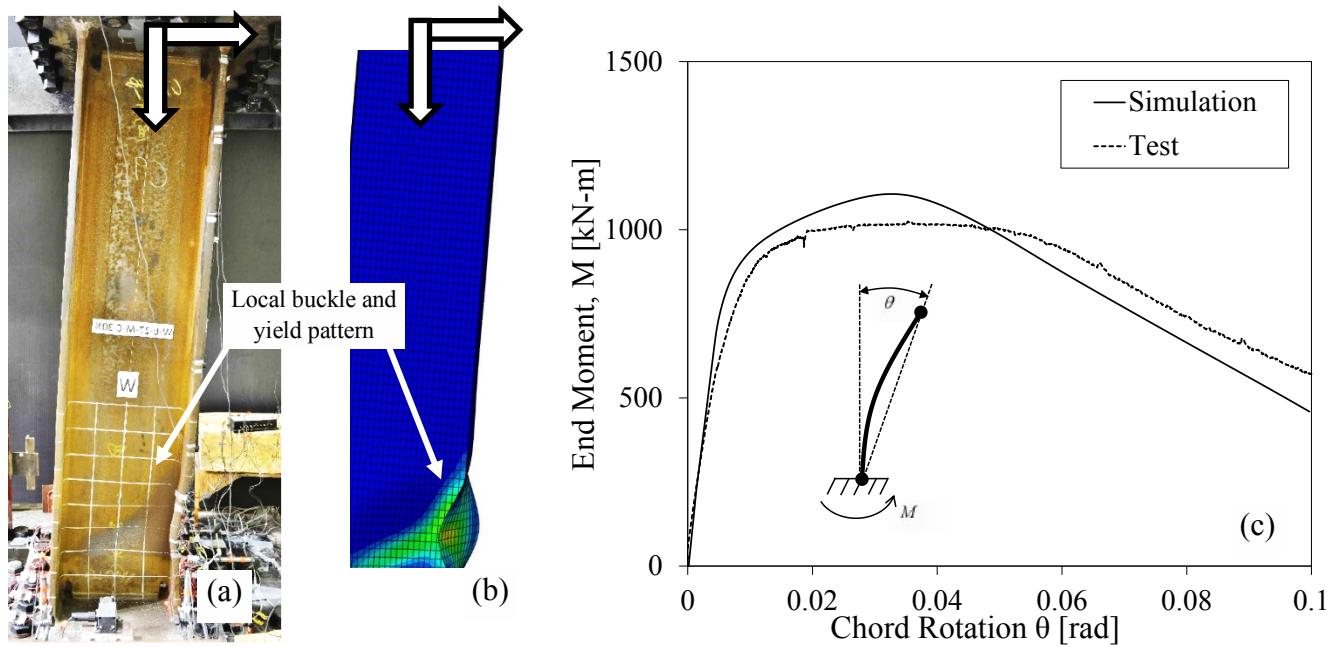 Local buckle and
yield pattern
W
(a)
(b)
1500
1000
500
0
End Moment, M [kN-m]
Simulation
Test
θ
M
(c)
0
0.02
0.04
0.06
0.08
0.1
Chord Rotation θ [rad]